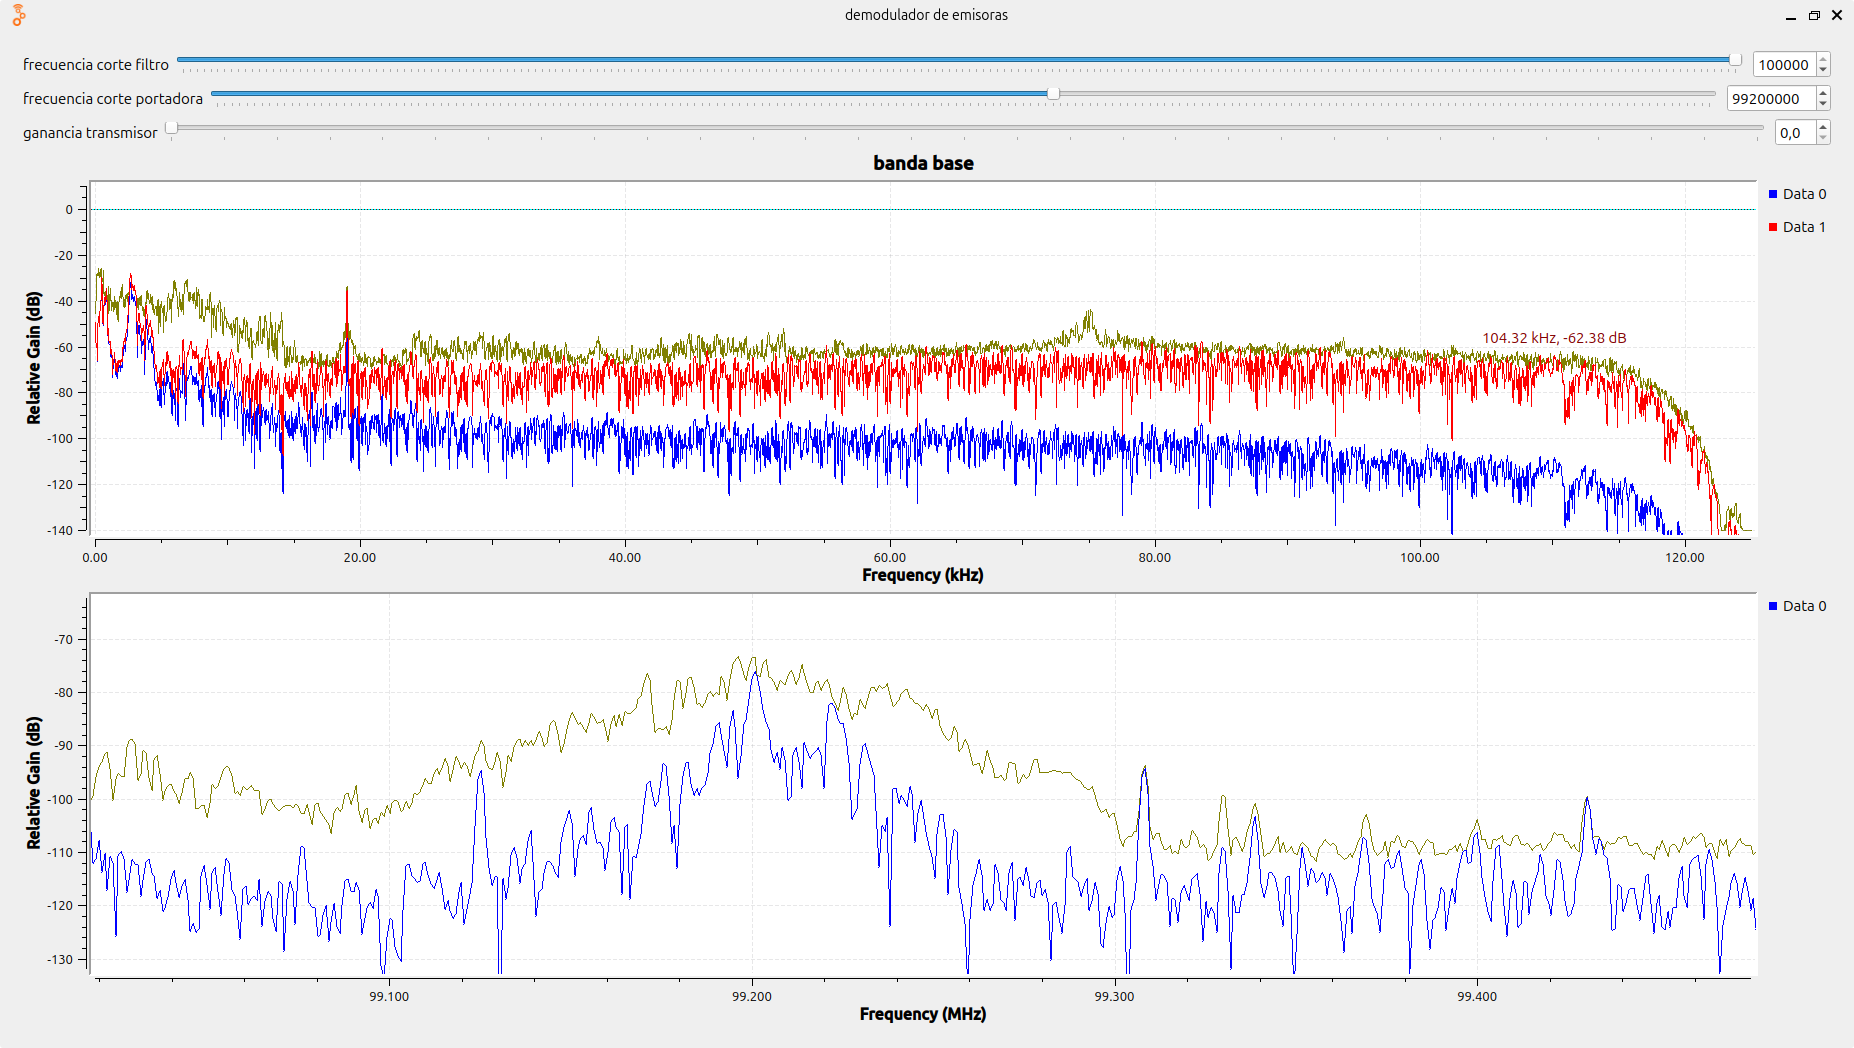 demodulador de emisoras
frecuencia corte filtro 100000
frecuencia corte portadora 99200000
ganancia transmisor 0,0
banda base
Relative Gain (dB)
0
-20
-40
-60
-80
-100
-120
-140
104.32 kHz, -62.38 dB
Data 0
Data 1
0.00 20.00 40.00 60.00 80.00 100.00 120.00
Frequency (kHz)
Relative Gain (dB)
-70
-80
-90
-100
-110
-120
-130
Data 0
99.100 99.200 99.300 99.400
Frequency (MHz)